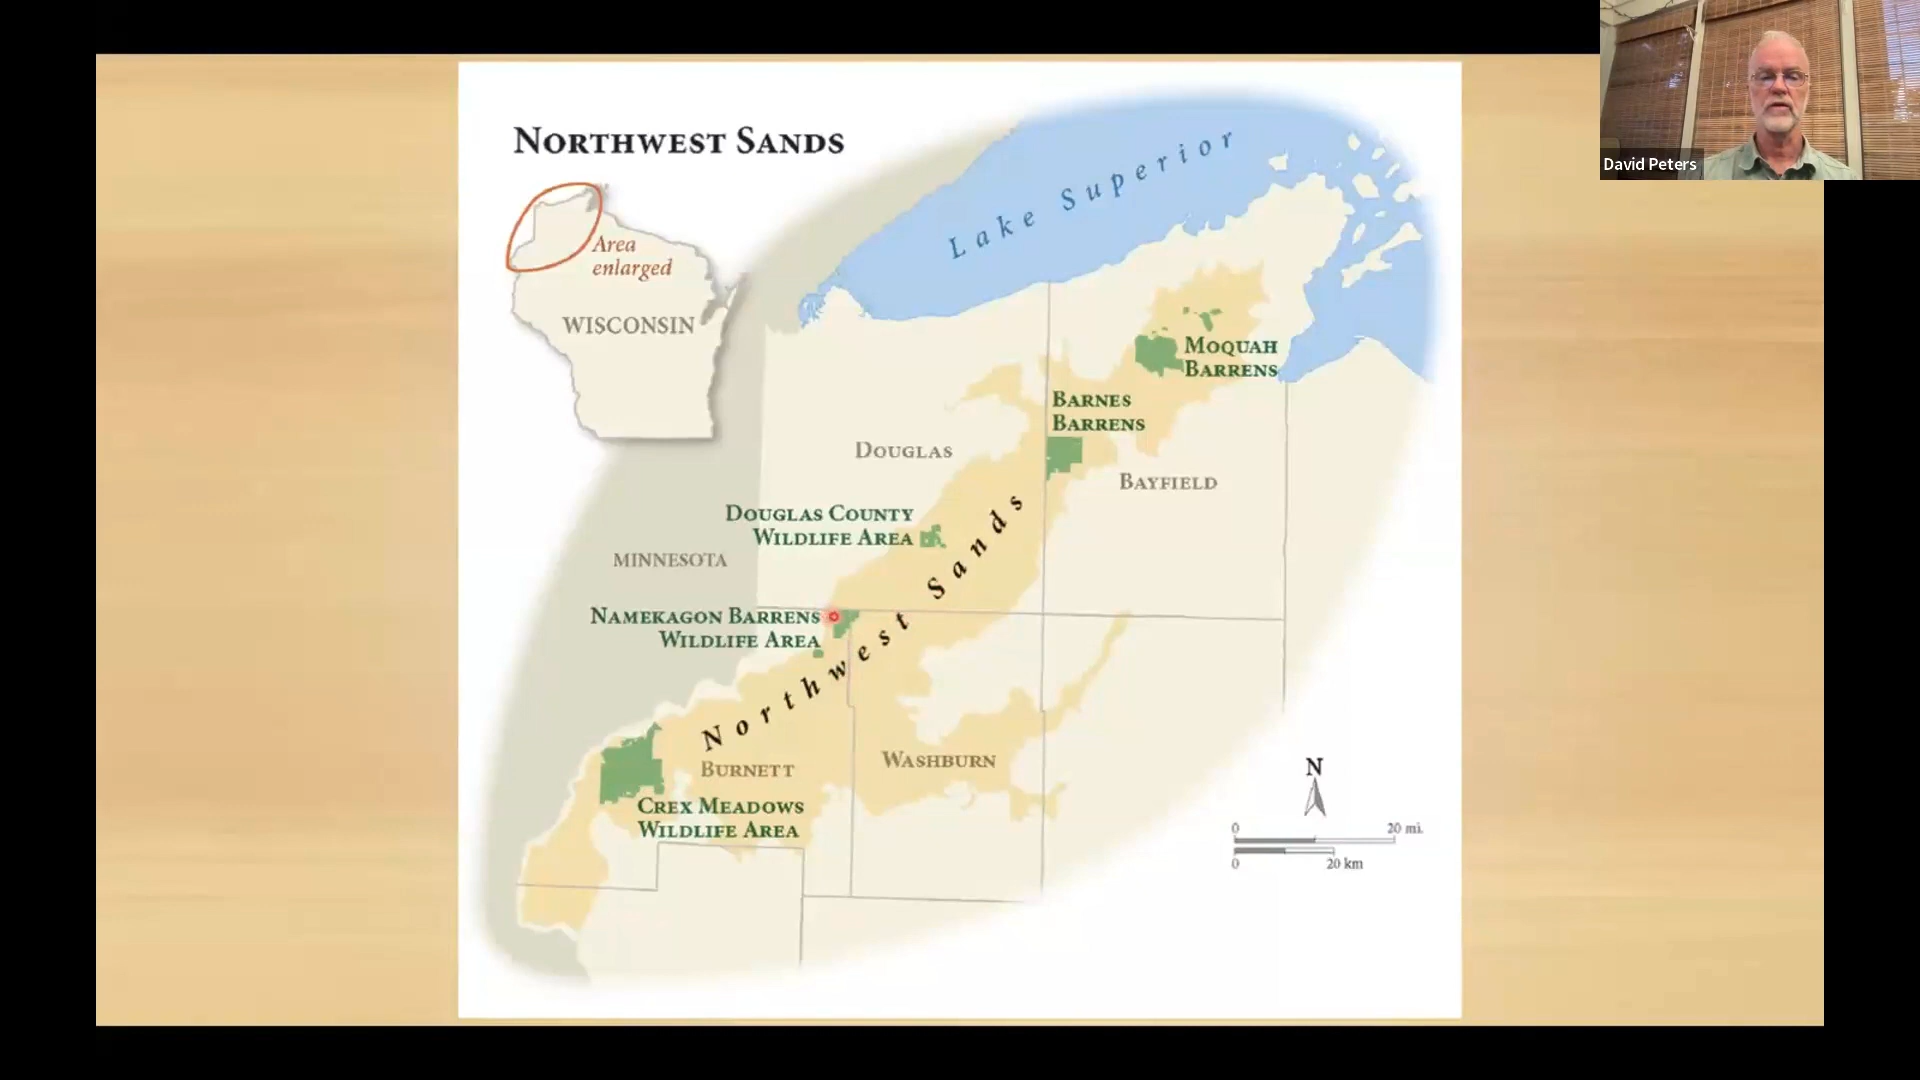 David Peters
NORTHWEST SANDS
Lake Superior
Area
enlarged
WISCONSIN
MOQUAH
BARRENS
BARNES
BARRENS
DOUGLAS
BAYFIELD
DOUGLAS COUNTY
WILDLIFE AREA
MINNESOTA
NAMEKAGON BARRENS
WILDLIFE AREA
Northwest Sands
BURNETT
WASHBURN
CREX MEADOWS
WILDLIFE AREA
N
0 20 mi.
0 20 km